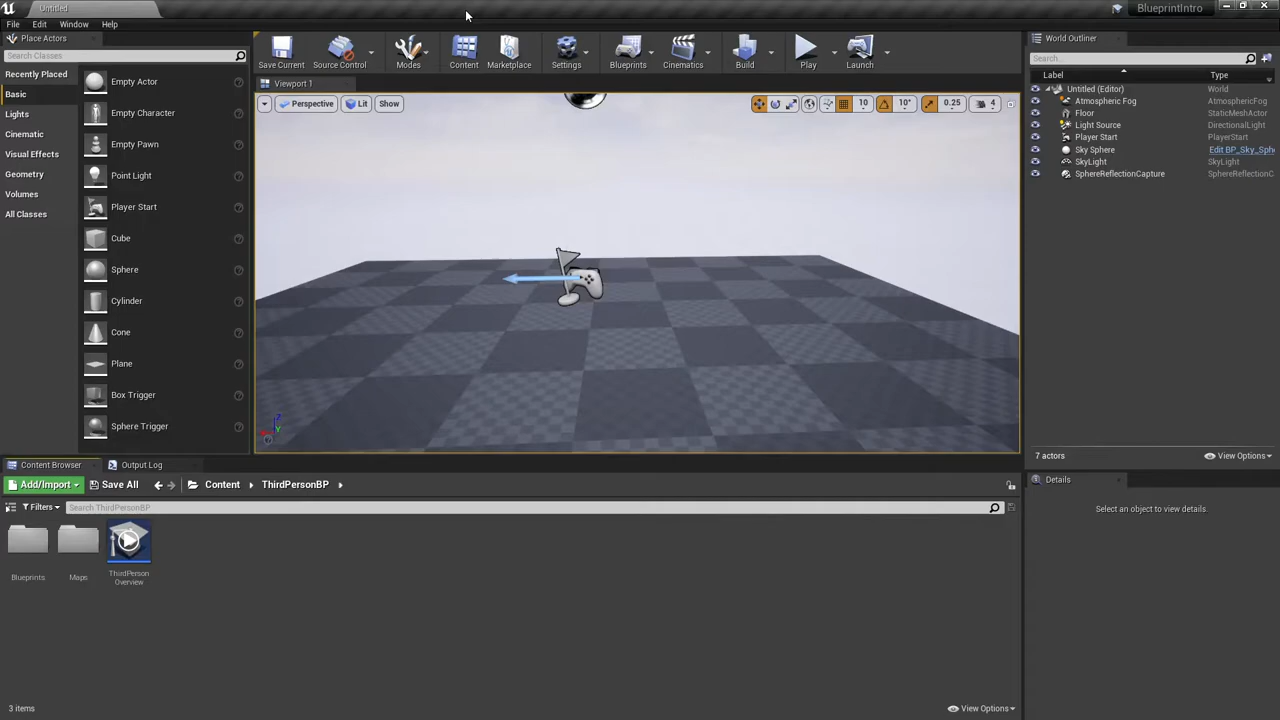 Untitled
BlueprintIntro
File Edit Window Help
Place Actors
Search Classes
Recently Placed
Basic
Lights
Cinematic
Visual Effects
Geometry
Volumes
All Classes
Empty Actor
Empty Character
Empty Pawn
Point Light
Player Start
Cube
Sphere
Cylinder
Cone
Plane
Box Trigger
Sphere Trigger
Save Current
Source Control
Modes
Content
Marketplace
Settings
Blueprints
Cinematics
Build
Play
Launch
Viewport 1
Perspective
Lit
Show
10
10°
0.25
4
World Outliner
Search...
Label Type
Untitled (Editor) World
Atmospheric Fog AtmosphericFog
Floor StaticMeshActor
Light Source DirectionalLight
Player Start PlayerStart
Sky Sphere Edit BP_Sky_Sph
SkyLight SkyLight
SphereReflectionCapture SphereReflectionC
7 actors
View Options
Details
Select an object to view details.
Content Browser
Output Log
Add/Import
Save All
Content
ThirdPersonBP
Filters
Search ThirdPersonBP
Blueprints
Maps
ThirdPerson
Overview
3 items
View Options